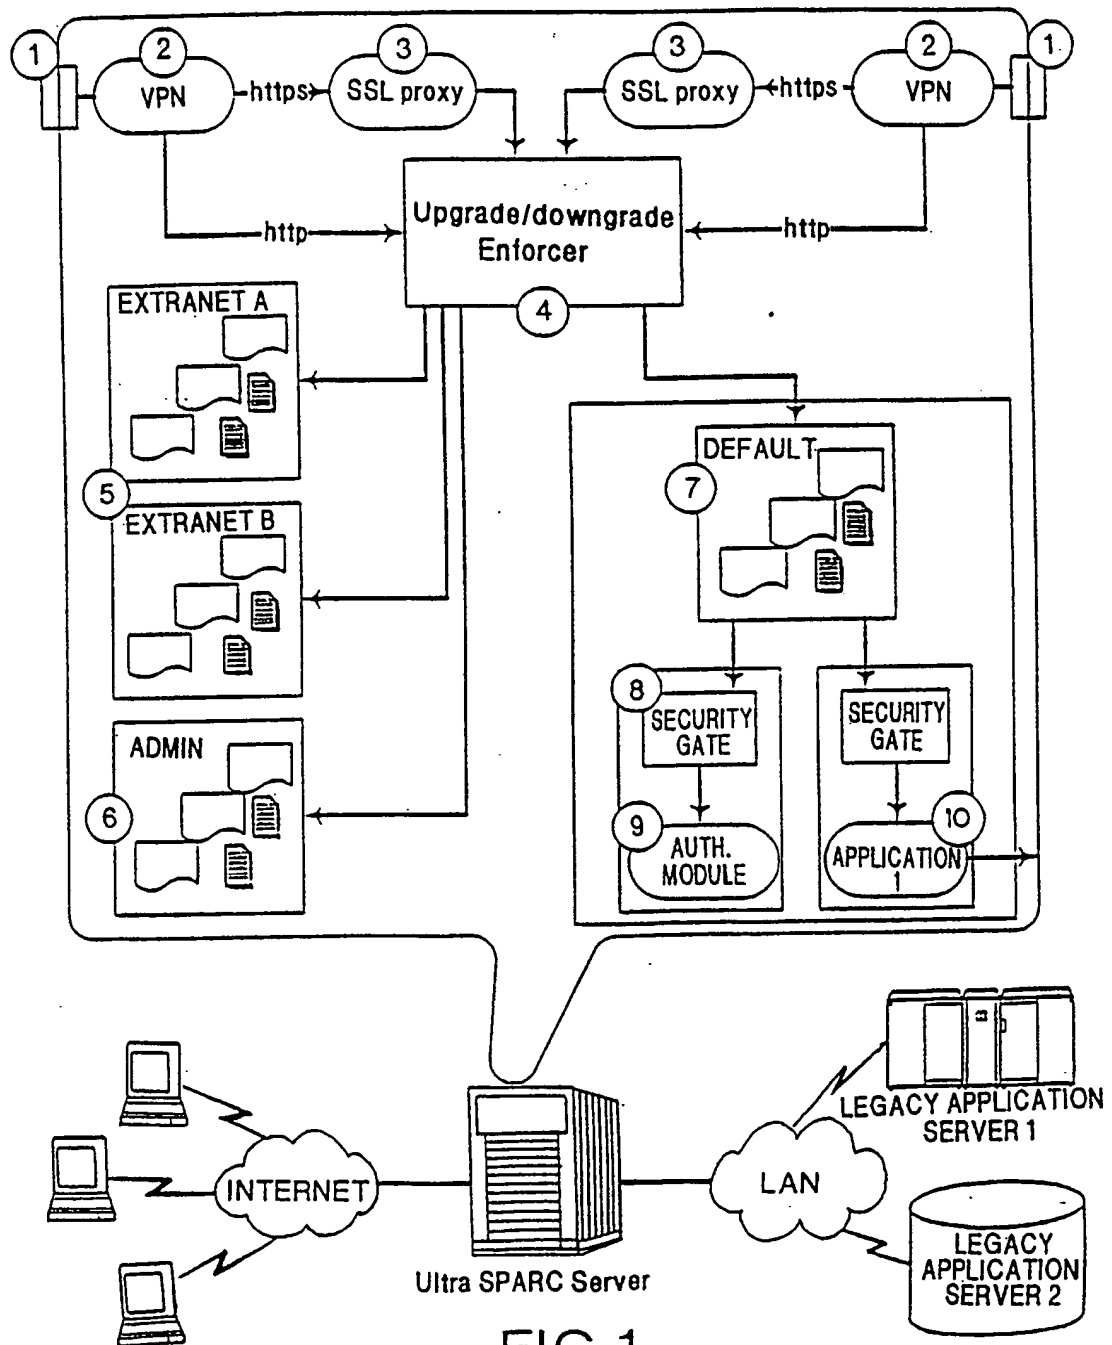 1
2
3
3
2
1
VPN
https
SSL proxy
SSL proxy
https
VPN
Upgrade/downgrade
Enforcer
http
http
4
EXTRANET A
5
EXTRANET B
DEFAULT
7
ADMIN
6
8
SECURITY
GATE
SECURITY
GATE
9
AUTH.
MODULE
10
APPLICATION
1
LEGACY APPLICATION
SERVER 1
INTERNET
LAN
Ultra SPARC Server
LEGACY
APPLICATION
SERVER 2
FIG. 1